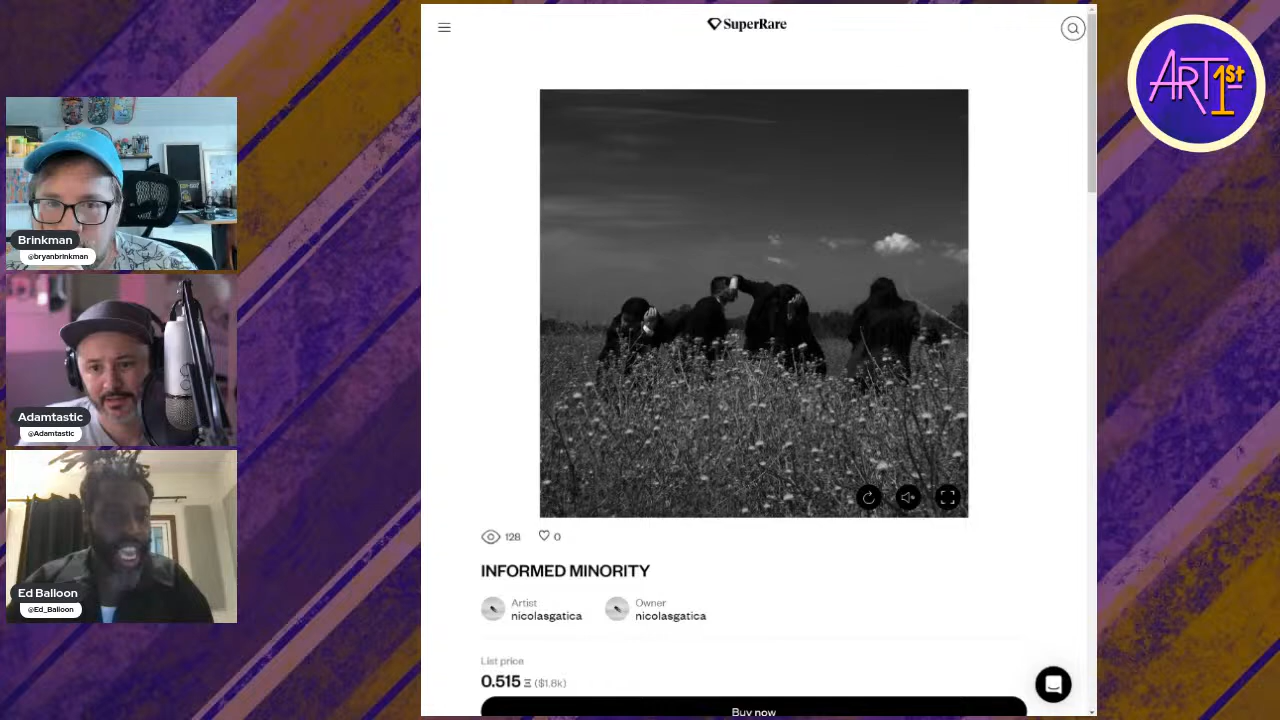 SuperRare
ART 1st
Brinkman
@bryanbrinkman
Adamtastic
@Adamtastic
Ed Balloon
@Ed_Balloon
128
0
INFORMED MINORITY
Artist
nicolasgatica
Owner
nicolasgatica
List price
0.515 Ξ ($1.8k)
Buy now